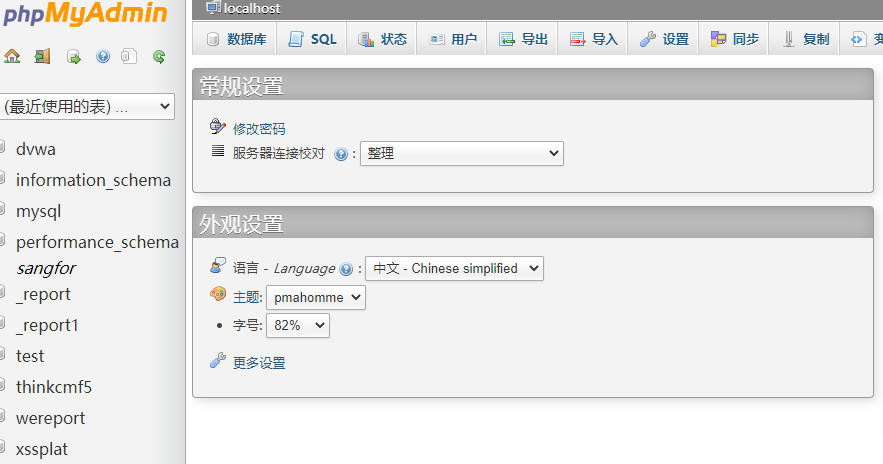 phpMyAdmin
(最近使用的表) ...
dvwa
information_schema
mysql
performance_schema
sangfor
_report
_report1
test
thinkcmf5
wereport
xssplat
localhost
数据库 SQL 状态 用户 导出 导入 设置 同步 复制
常规设置
修改密码
服务器连接校对 : 整理
外观设置
语言 - Language : 中文 - Chinese simplified
主题: pmahomme
• 字号: 82%
更多设置